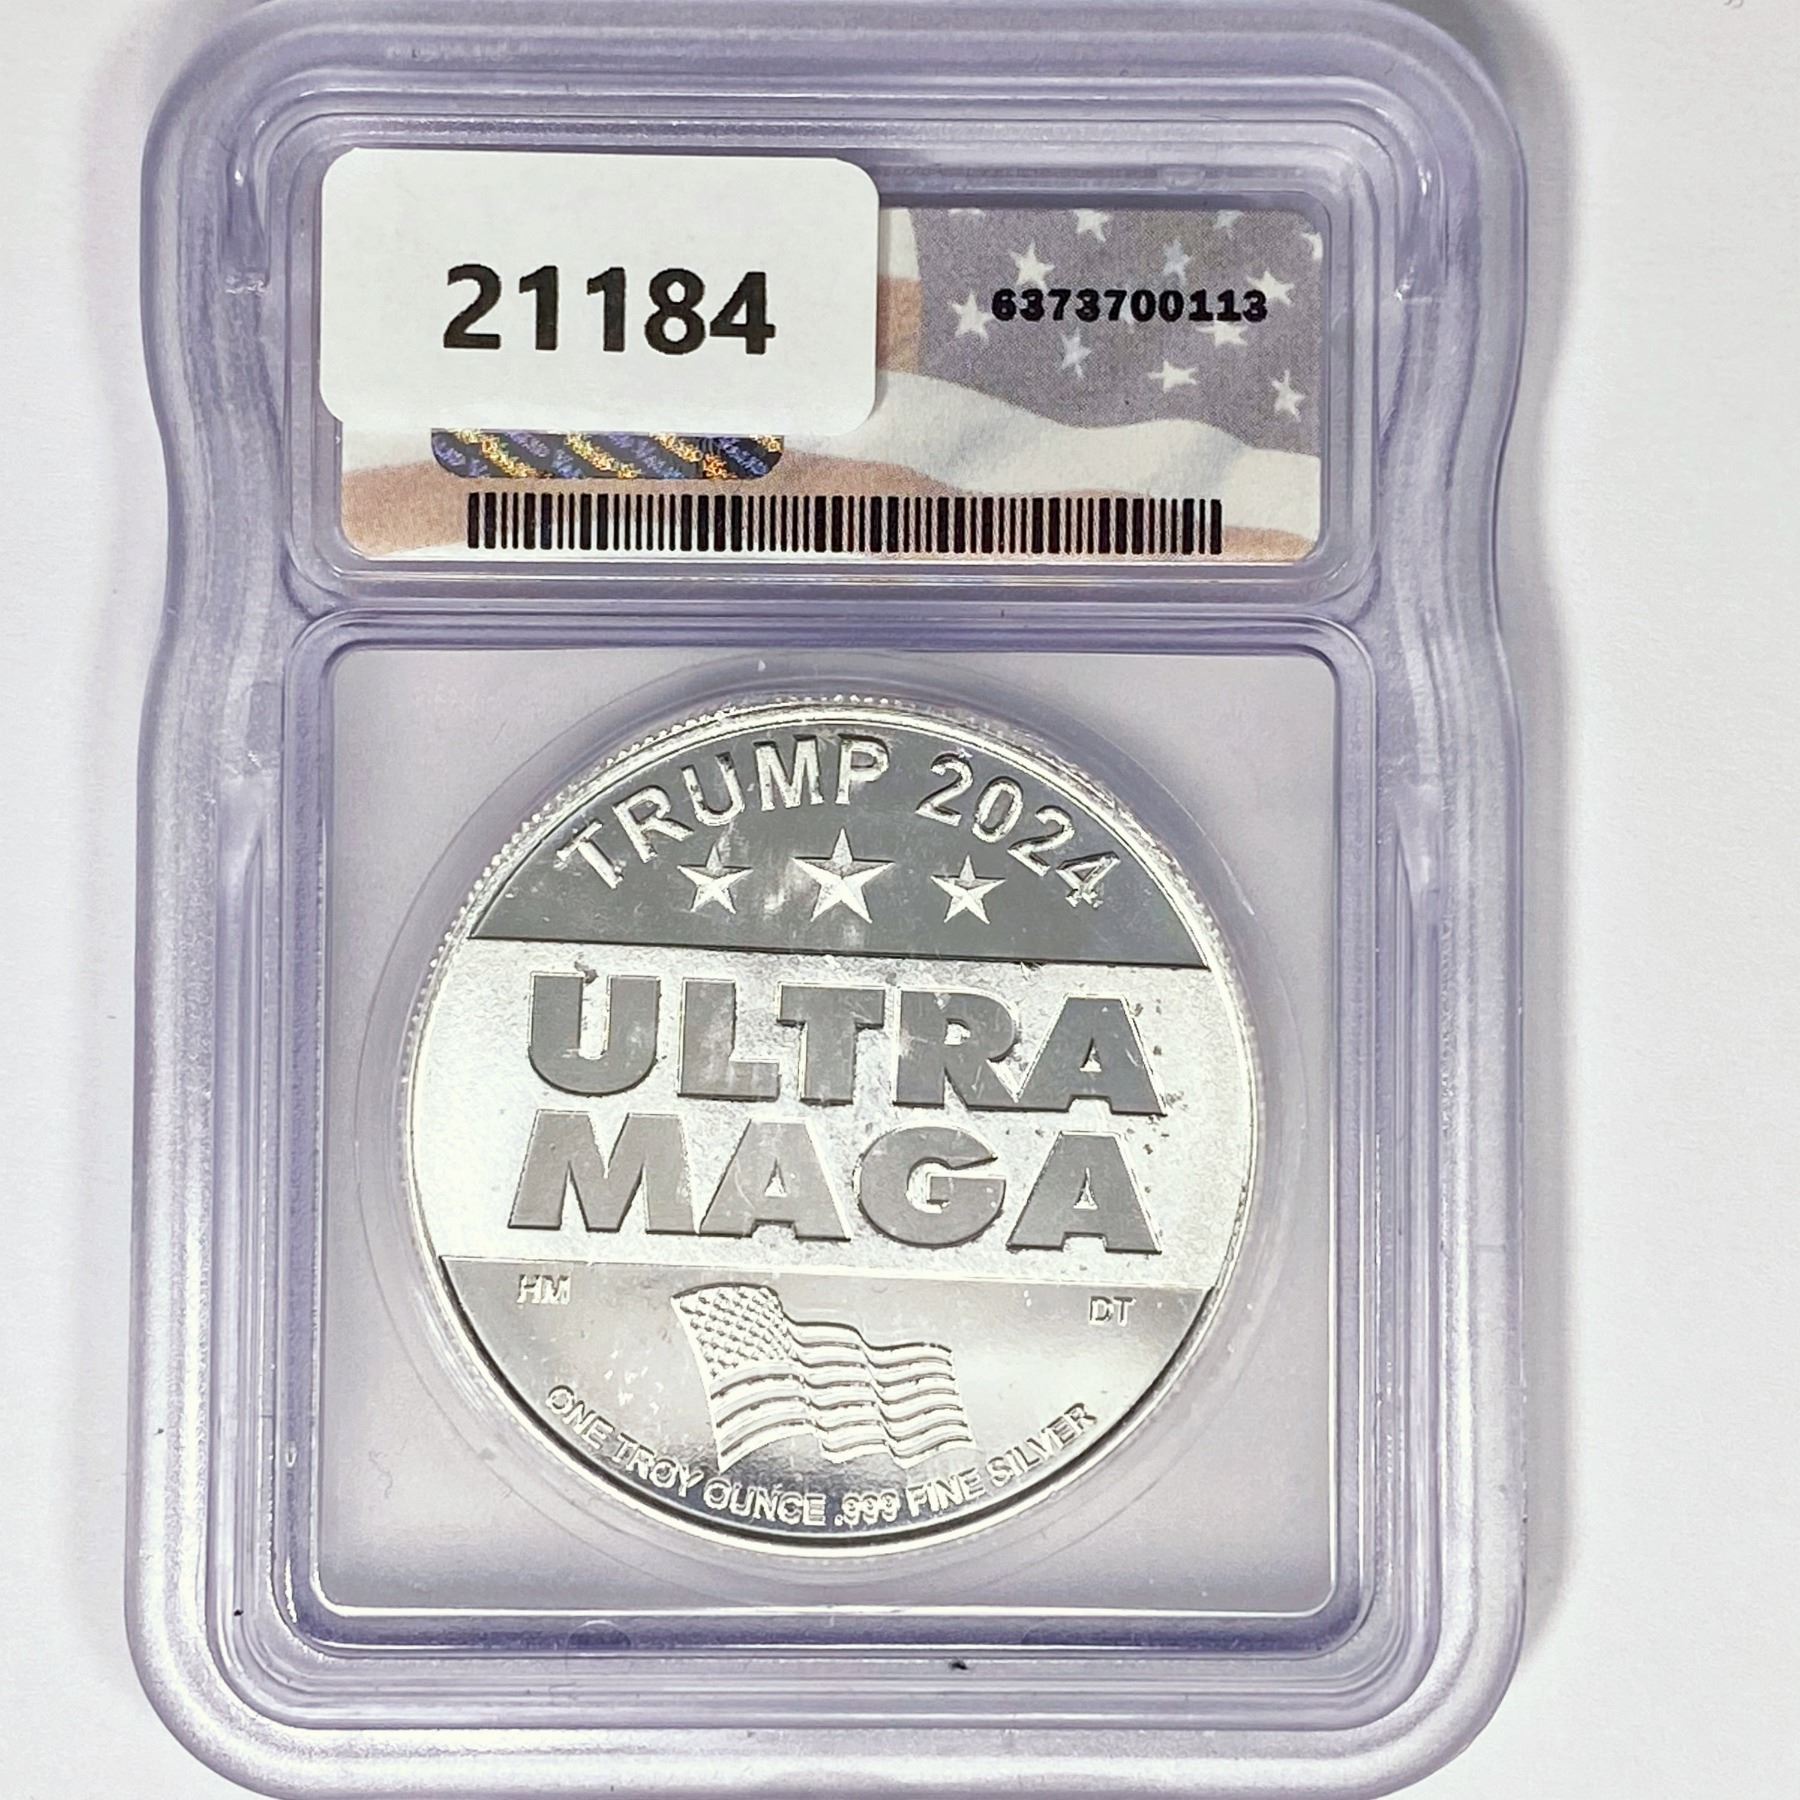 21184
6373700113
TRUMP 2024
ULTRA
MAGA
HM
DT
ONE TROY OUNCE .999 FINE SILVER